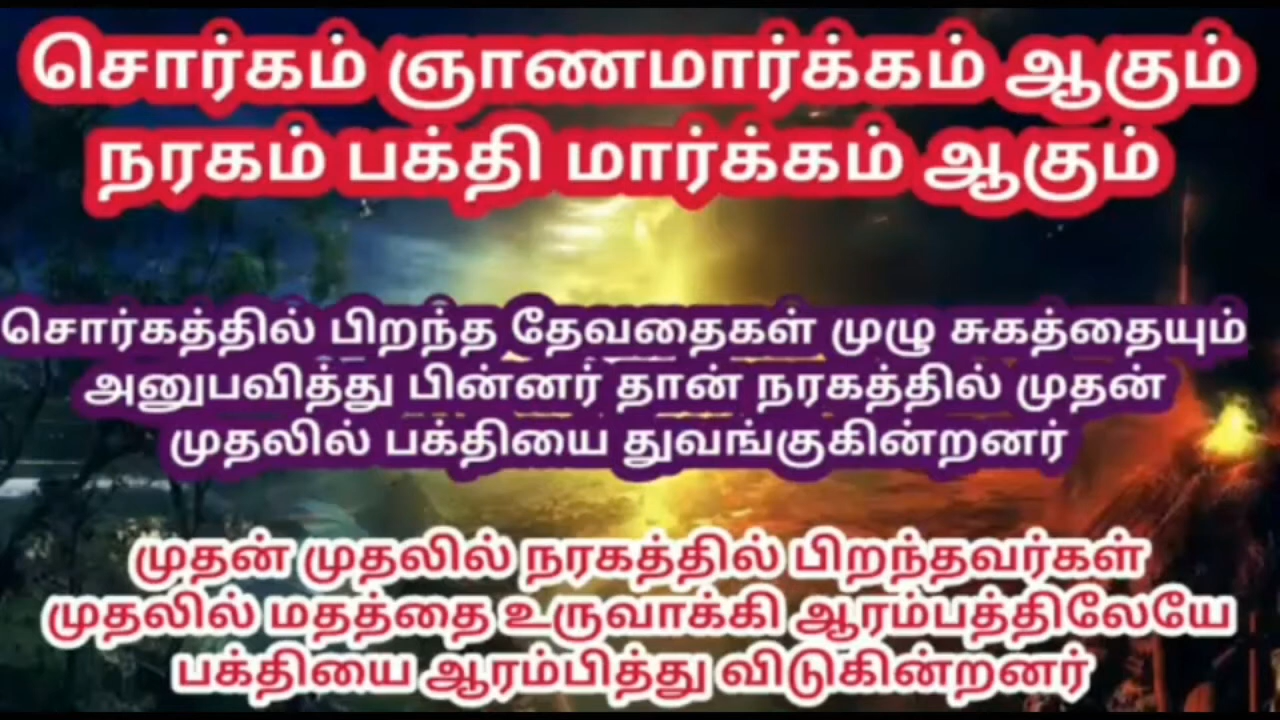 சொர்கம் ஞாணமார்க்கம் ஆகும்
நரகம் பக்தி மார்க்கம் ஆகும்
சொர்கத்தில் பிறந்த தேவதைகள் முழு சுகத்தையும்
அனுபவித்து பின்னர் தான் நரகத்தில் முதன்
முதலில் பக்தியை துவங்குகின்றனர்
முதன் முதலில் நரகத்தில் பிறந்தவர்கள்
முதலில் மதத்தை உருவாக்கி ஆரம்பத்திலேயே
பக்தியை ஆரம்பித்து விடுகின்றனர்